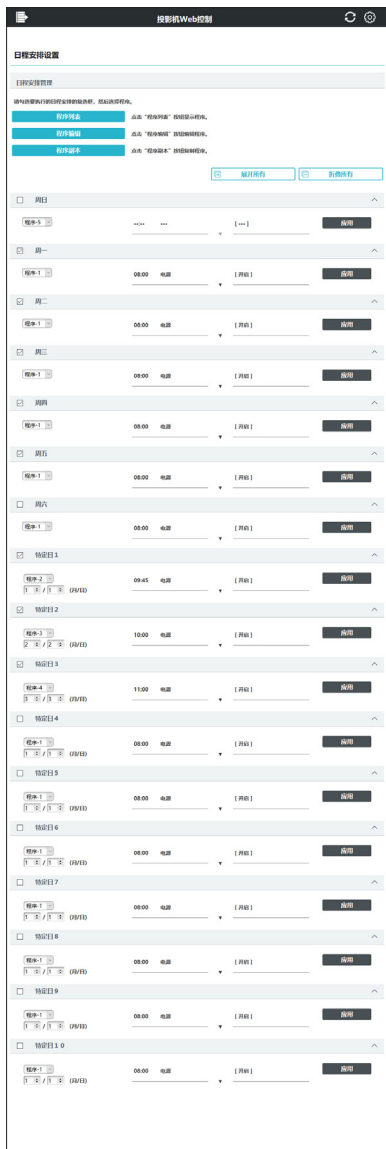 投影机Web控制
日程安排设置
日程安排管理
请勾选要执行的日程安排的复选框，然后选择程序。
程序列表 点击“程序列表”按钮显示程序。
程序编辑 点击“程序编辑”按钮编辑程序。
程序副本 点击“程序副本”按钮复制程序。
展开所有 折叠所有
周日
程序-5 --:-- --- [ --- ] 应用
周一
程序-1 08:00 电源 [ 开启 ] 应用
周二
程序-1 08:00 电源 [ 开启 ] 应用
周三
程序-1 08:00 电源 [ 开启 ] 应用
周四
程序-1 08:00 电源 [ 开启 ] 应用
周五
程序-1 08:00 电源 [ 开启 ] 应用
周六
程序-1 08:00 电源 [ 开启 ] 应用
特定日1
程序-2 09:45 电源 [ 开启 ] 应用
1 / 1 (月/日)
特定日2
程序-3 10:00 电源 [ 开启 ] 应用
2 / 2 (月/日)
特定日3
程序-4 11:00 电源 [ 开启 ] 应用
3 / 3 (月/日)
特定日4
程序-1 08:00 电源 [ 开启 ] 应用
1 / 1 (月/日)
特定日5
程序-1 08:00 电源 [ 开启 ] 应用
1 / 1 (月/日)
特定日6
程序-1 08:00 电源 [ 开启 ] 应用
1 / 1 (月/日)
特定日7
程序-1 08:00 电源 [ 开启 ] 应用
1 / 1 (月/日)
特定日8
程序-1 08:00 电源 [ 开启 ] 应用
1 / 1 (月/日)
特定日9
程序-1 08:00 电源 [ 开启 ] 应用
1 / 1 (月/日)
特定日10
程序-1 08:00 电源 [ 开启 ] 应用
1 / 1 (月/日)